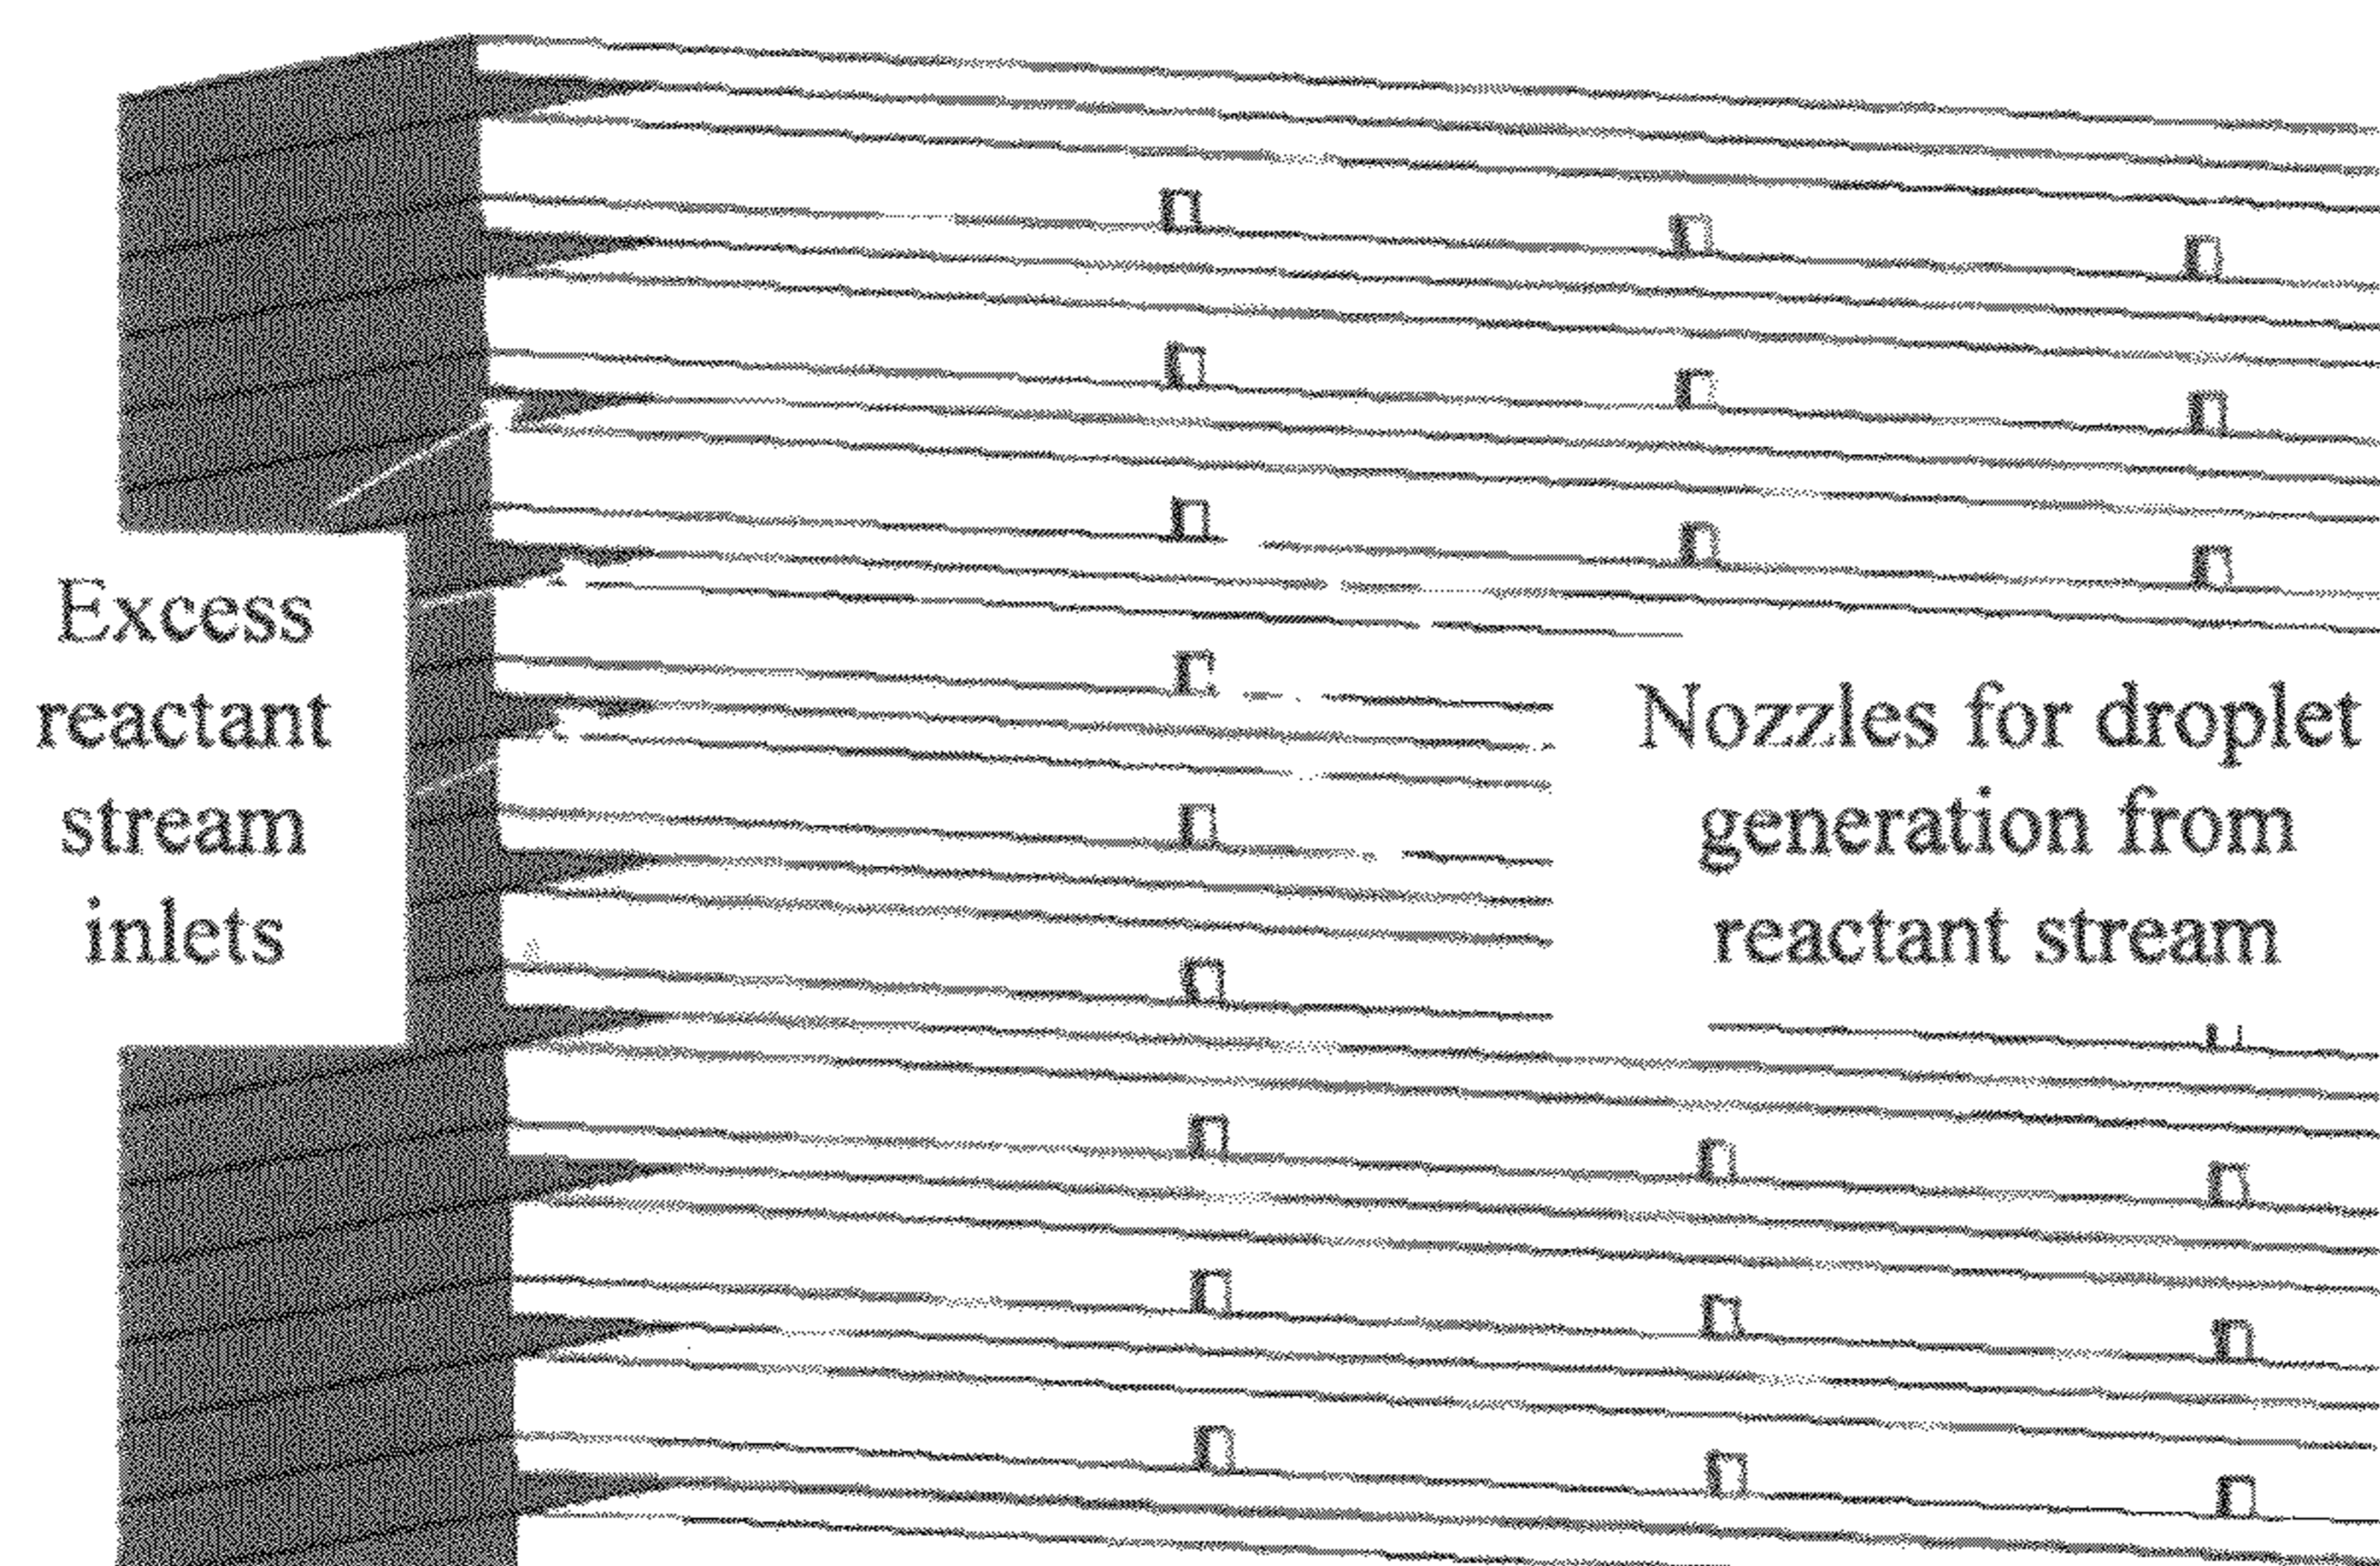 Excess
reactant
stream
inlets
Nozzles for droplet
generation from
reactant stream